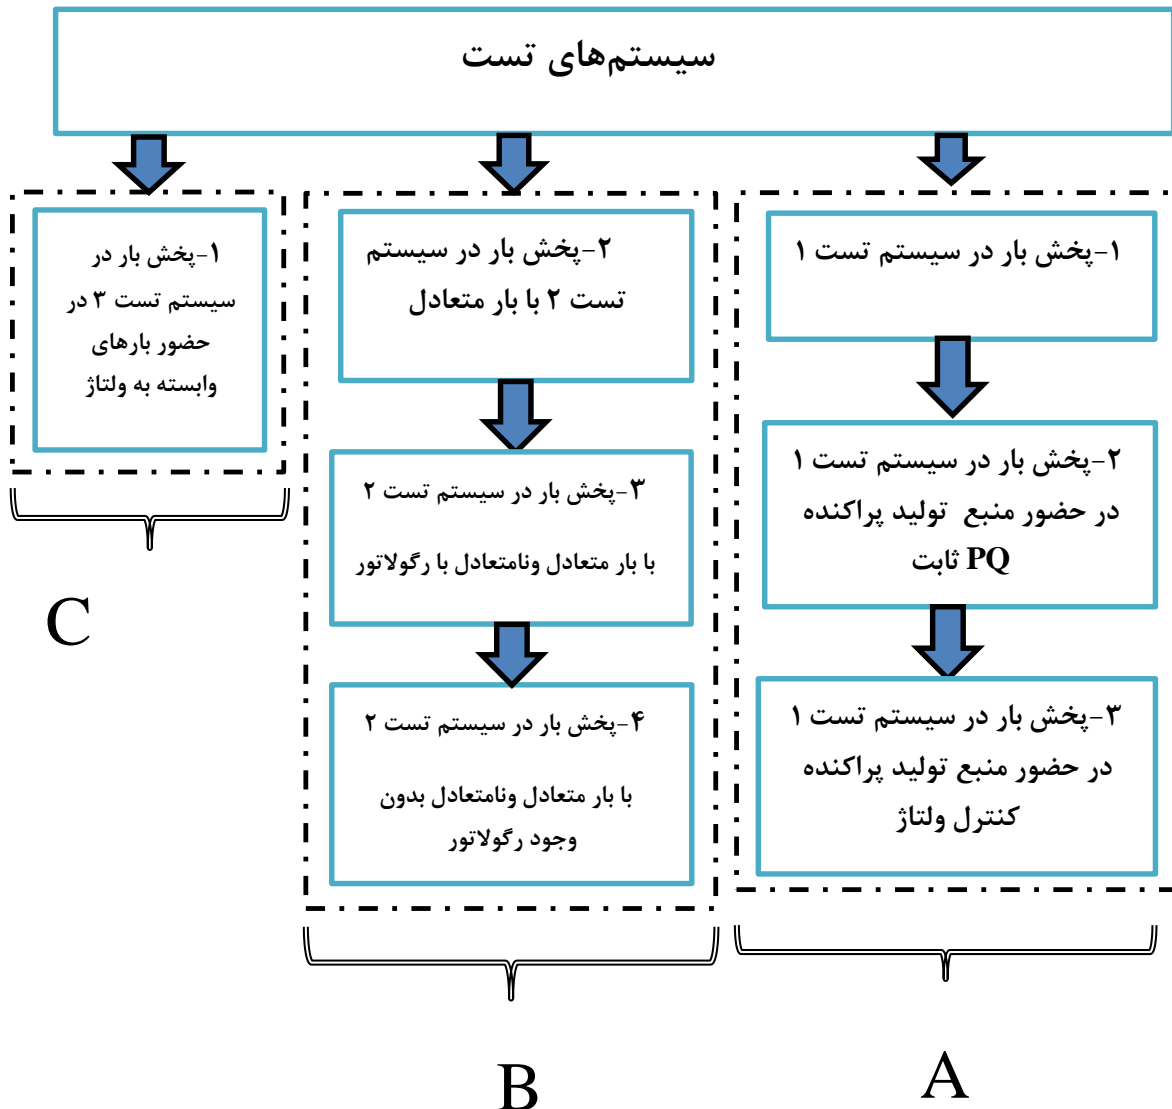 سیستم‌های تست
۱-پخش بار در سیستم تست ۱
۲-پخش بار در سیستم تست ۱
در حضور منبع تولید پراکنده
PQ ثابت
۳-پخش بار در سیستم تست ۱
در حضور منبع تولید پراکنده
کنترل ولتاژ
A
۲-پخش بار در سیستم
تست ۲ با بار متعادل
۳-پخش بار در سیستم تست ۲
با بار متعادل ونامتعادل با رگولاتور
۴-پخش بار در سیستم تست ۲
با بار متعادل ونامتعادل بدون
وجود رگولاتور
B
۱-پخش بار در
سیستم تست ۳ در
حضور بارهای
وابسته به ولتاژ
C